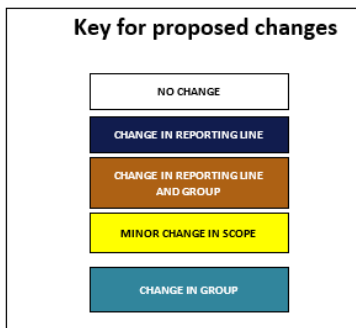 Key for proposed changes
NO CHANGE
CHANGE IN REPORTING LINE
CHANGE IN REPORTING LINE
AND GROUP
MINOR CHANGE IN SCOPE
CHANGE IN GROUP